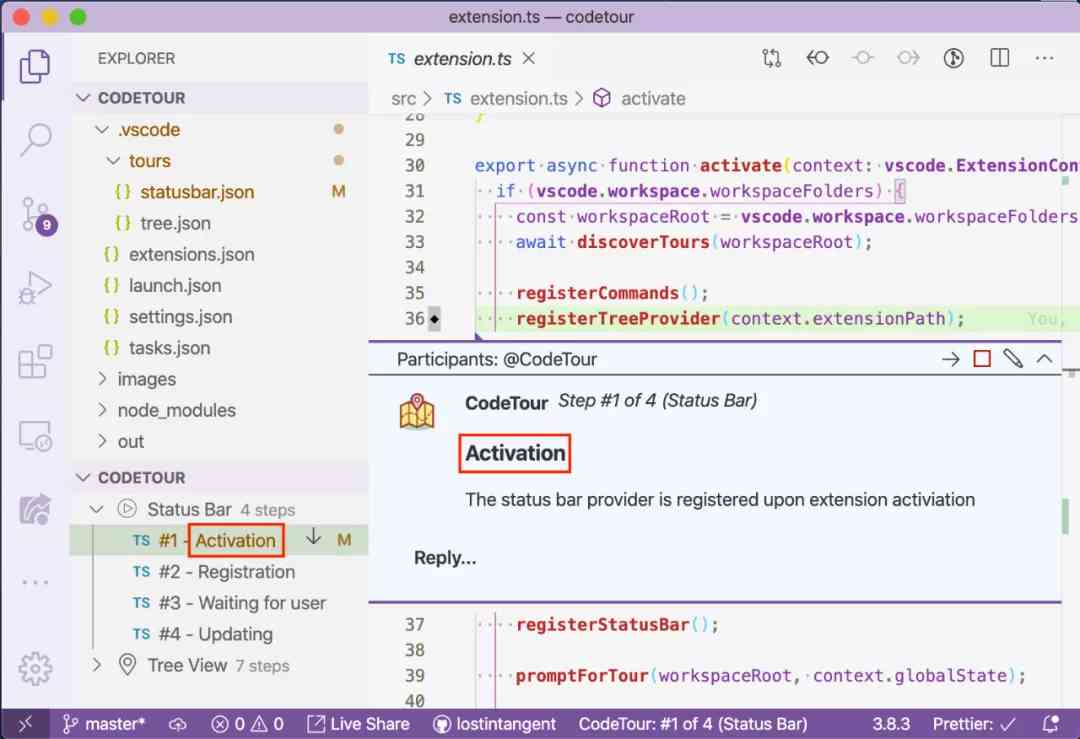 extension.ts — codetour
EXPLORER
CODETOUR
.vscode
tours
{} statusbar.json M
{} tree.json
{} extensions.json
{} launch.json
{} settings.json
{} tasks.json
images
node_modules
out
CODETOUR
Status Bar 4 steps
TS #1 - Activation M
TS #2 - Registration
TS #3 - Waiting for user
TS #4 - Updating
Tree View 7 steps
9
TS extension.ts
src > TS extension.ts > activate
28 }
29
30 export async function activate(context: vscode.ExtensionCon
31 if (vscode.workspace.workspaceFolders) {
32 const workspaceRoot = vscode.workspace.workspaceFolders
33 await discoverTours(workspaceRoot);
34
35 registerCommands();
36 registerTreeProvider(context.extensionPath); You,
Participants: @CodeTour
CodeTour Step #1 of 4 (Status Bar)
Activation
The status bar provider is registered upon extension activiation
Reply...
37 registerStatusBar();
38
39 promptForTour(workspaceRoot, context.globalState);
40
master* 0 0 Live Share lostintangent CodeTour: #1 of 4 (Status Bar) 3.8.3 Prettier: ✓